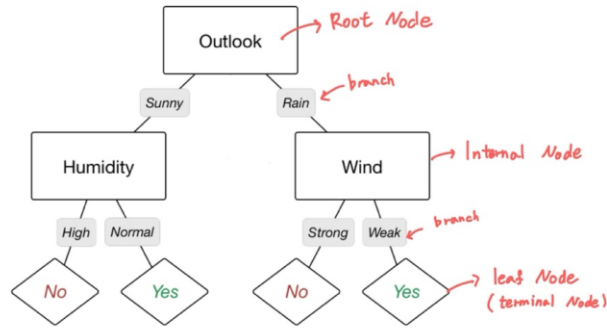 Outlook
Root Node
Sunny
Rain
branch
Humidity
Wind
Internal Node
High
Normal
Strong
Weak
branch
No
Yes
No
Yes
leaf Node
(terminal Node)